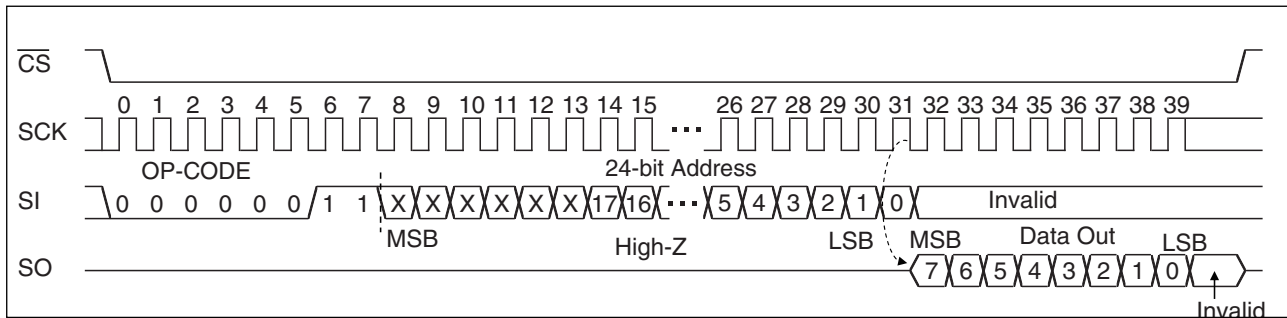 CS
0 1 2 3 4 5 6 7 8 9 10 11 12 13 14 15 26 27 28 29 30 31 32 33 34 35 36 37 38 39
SCK
OP-CODE 24-bit Address
SI 0 0 0 0 0 0 1 1 X X X X X X 17 16 5 4 3 2 1 0 Invalid
MSB High-Z LSB MSB Data Out LSB
SO 7 6 5 4 3 2 1 0
Invalid